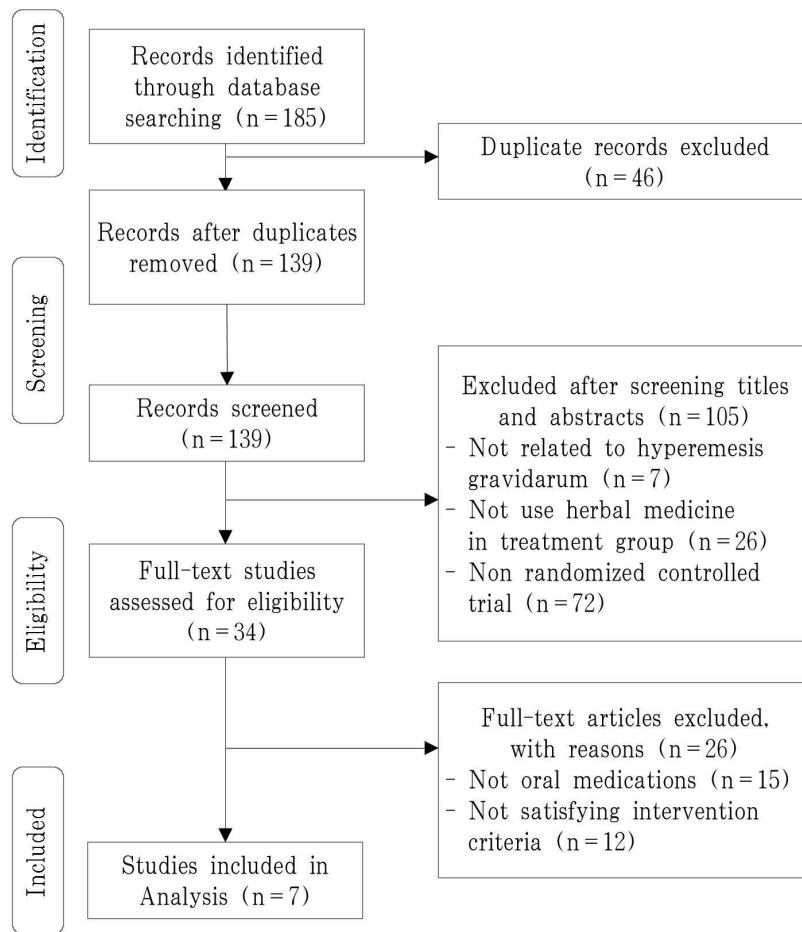 Identification
Records identified
through database
searching (n=185)
Duplicate records excluded
(n=46)
Records after duplicates
removed (n=139)
Screening
Records screened
(n=139)
Excluded after screening titles
and abstracts (n=105)
- Not related to hyperemesis
gravidarum (n=7)
- Not use herbal medicine
in treatment group (n=26)
- Non randomized controlled
trial (n=72)
Eligibility
Full-text studies
assessed for eligibility
(n=34)
Full-text articles excluded,
with reasons (n=26)
- Not oral medications (n=15)
- Not satisfying intervention
criteria (n=12)
Included
Studies included in
Analysis (n=7)